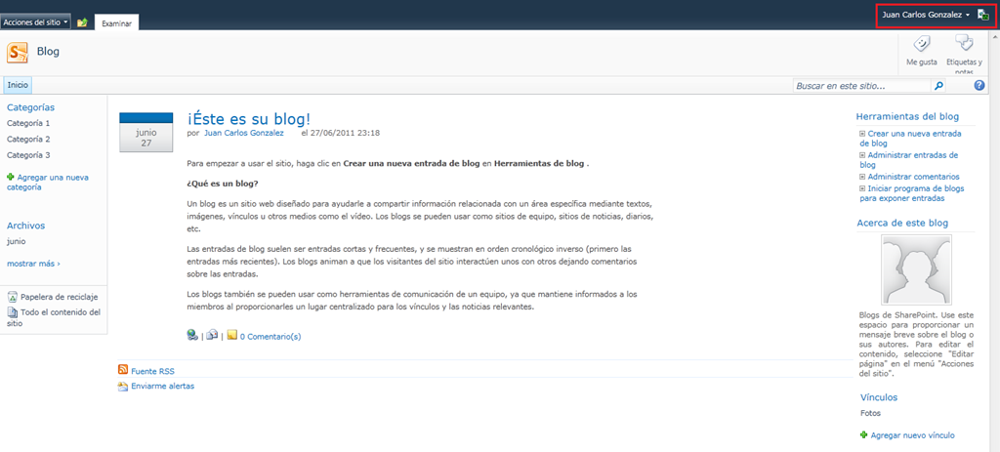 Acciones del sitio
Examinar
Juan Carlos Gonzalez
Blog
Me gusta
Etiquetas y
notas
Inicio
Buscar en este sitio...
Categorías
Categoría 1
Categoría 2
Categoría 3
Agregar una nueva
categoría
Archivos
junio
mostrar más ›
Papelera de reciclaje
Todo el contenido del
sitio
junio
27
¡Éste es su blog!
por Juan Carlos Gonzalez el 27/06/2011 23:18
Para empezar a usar el sitio, haga clic en Crear una nueva entrada de blog en Herramientas de blog .
¿Qué es un blog?
Un blog es un sitio web diseñado para ayudarle a compartir información relacionada con un área específica mediante textos,
imágenes, vínculos u otros medios como el vídeo. Los blogs se pueden usar como sitios de equipo, sitios de noticias, diarios,
etc.
Las entradas de blog suelen ser entradas cortas y frecuentes, y se muestran en orden cronológico inverso (primero las
entradas más recientes). Los blogs animan a que los visitantes del sitio interactúen unos con otros dejando comentarios
sobre las entradas.
Los blogs también se pueden usar como herramientas de comunicación de un equipo, ya que mantiene informados a los
miembros al proporcionarles un lugar centralizado para los vínculos y las noticias relevantes.
| | 0 Comentario(s)
Fuente RSS
Enviarme alertas
Herramientas del blog
Crear una nueva entrada
de blog
Administrar entradas de
blog
Administrar comentarios
Iniciar programa de blogs
para exponer entradas
Acerca de este blog
Blogs de SharePoint. Use este
espacio para proporcionar un
mensaje breve sobre el blog o
sus autores. Para editar el
contenido, seleccione "Editar
página" en el menú "Acciones
del sitio".
Vínculos
Fotos
Agregar nuevo vínculo